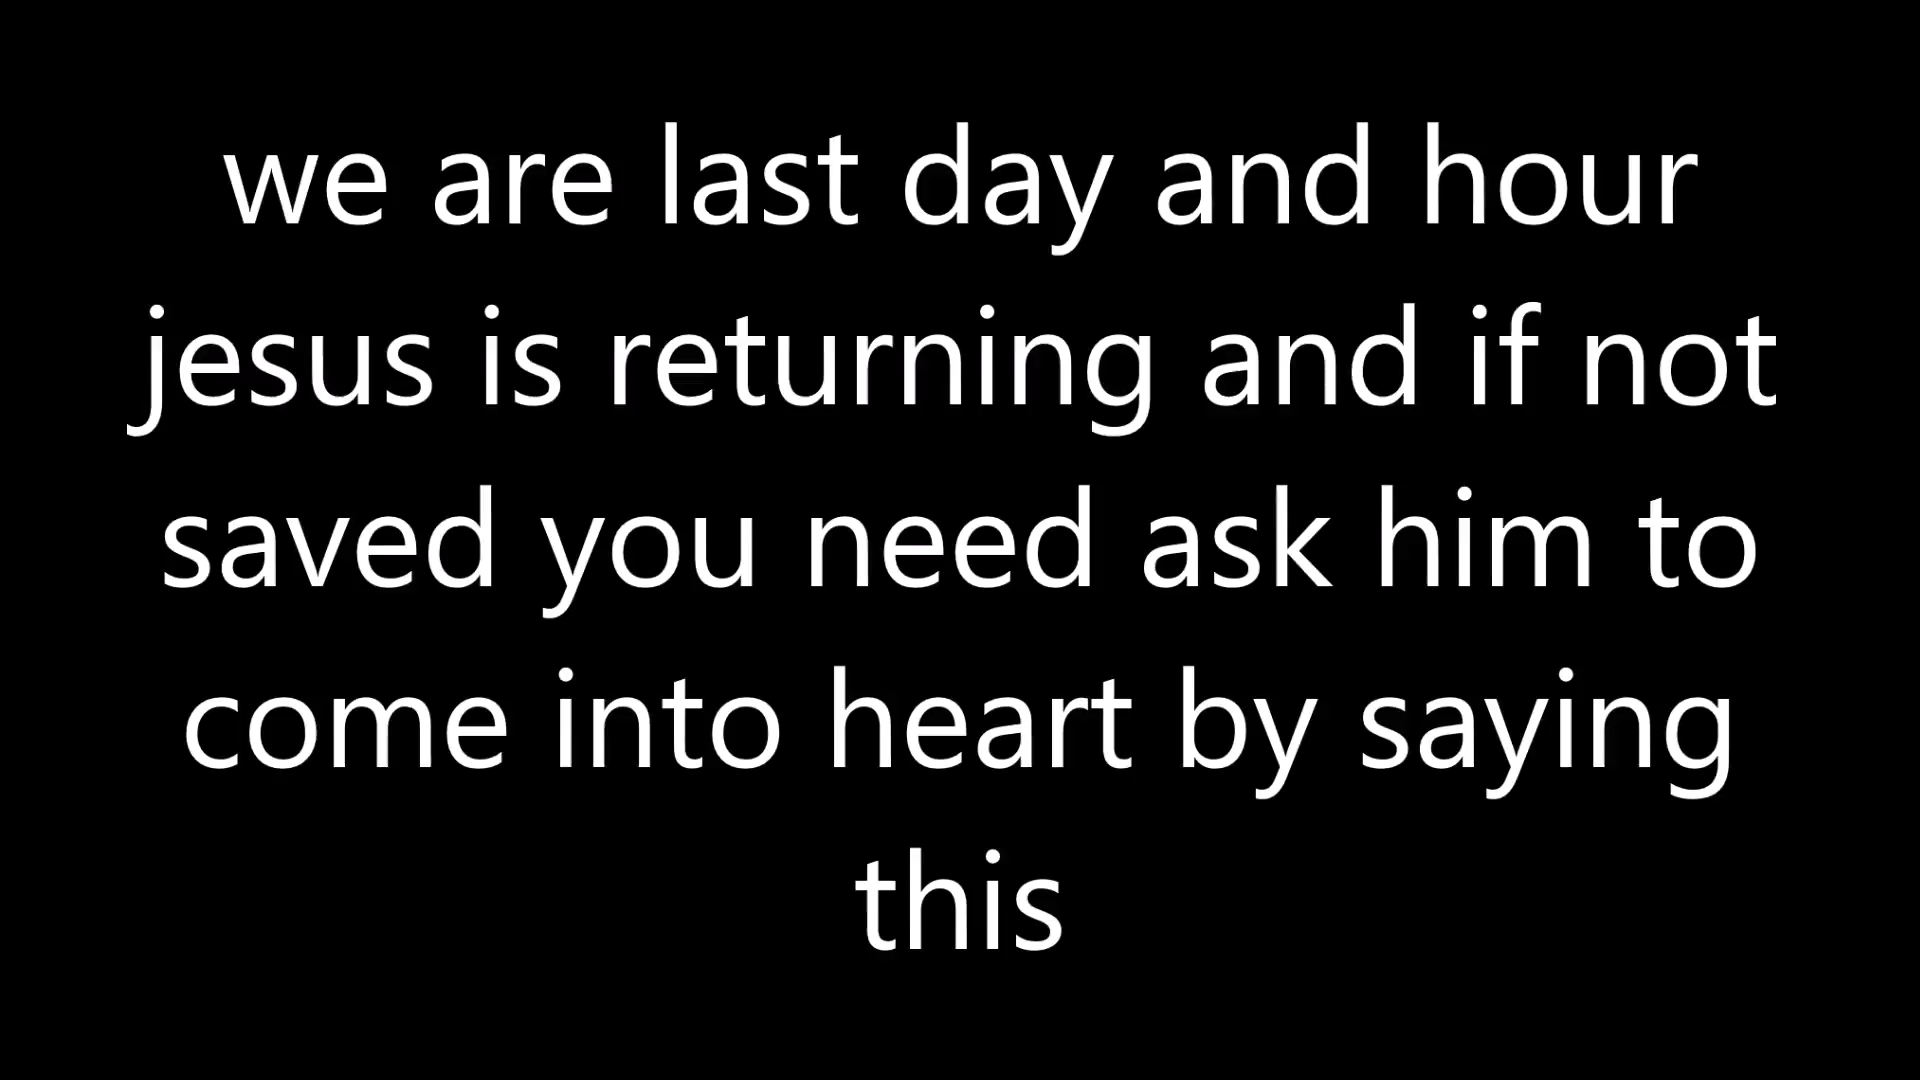 we are last day and hour
jesus is returning and if not
saved you need ask him to
come into heart by saying
this